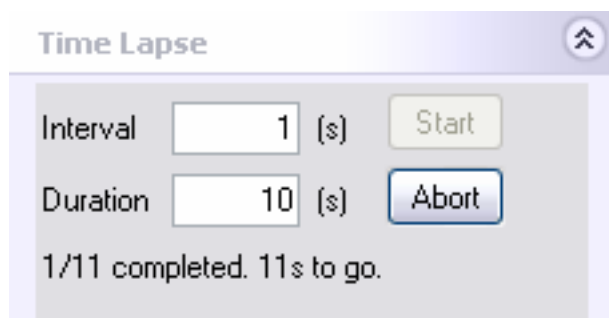 Time Lapse
Interval 1 (s) Start
Duration 10 (s) Abort
1/11 completed. 11s to go.